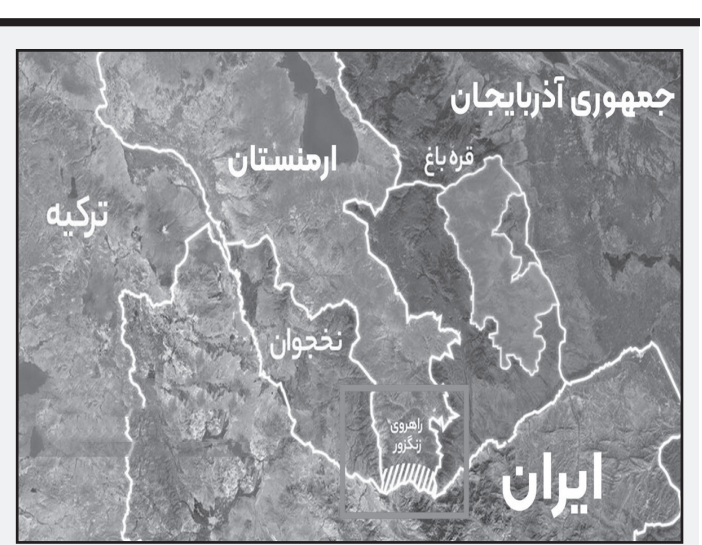 جمهوری آذربایجان
قره باغ
ارمنستان
ترکیه
نخجوان
راهروی
زنگزور
ایران